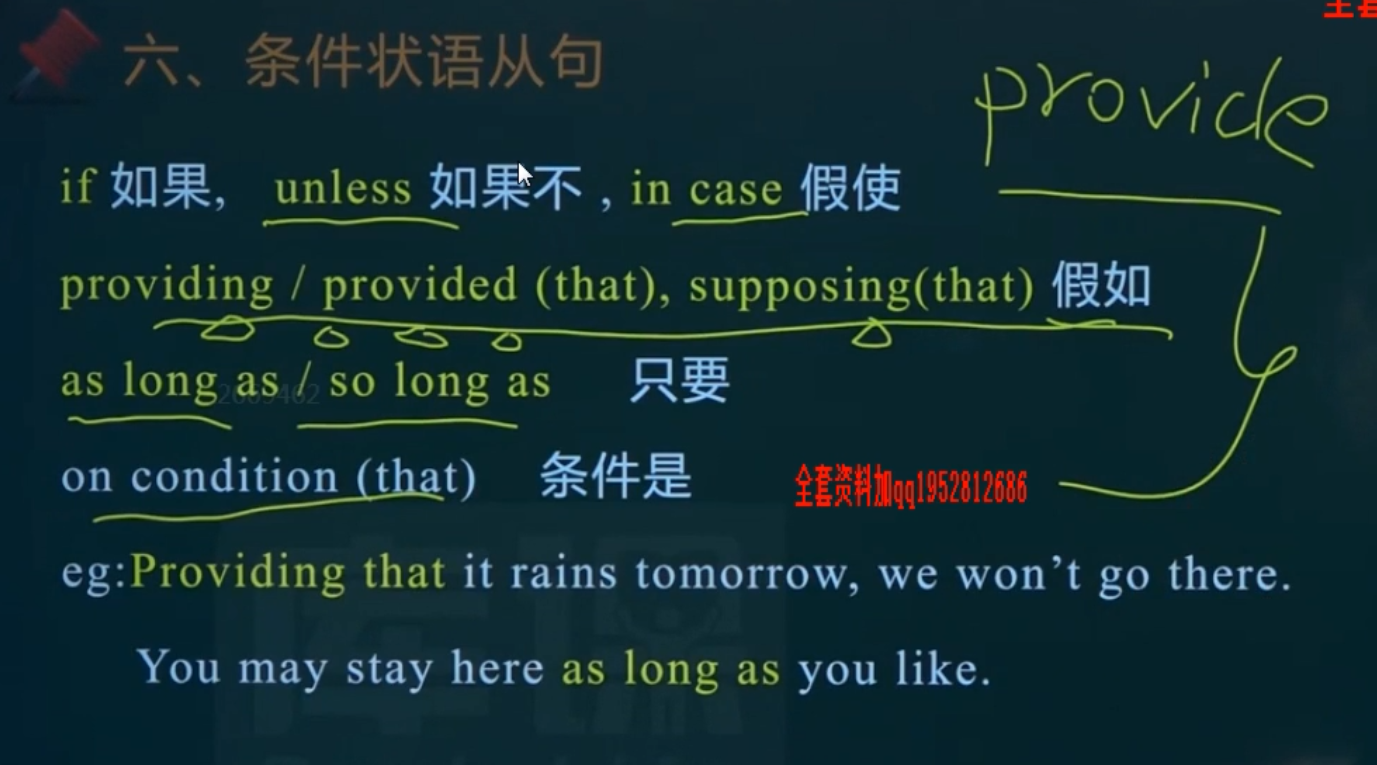 全套
六、条件状语从句
provide
if 如果, unless 如果不 , in case 假使
providing / provided (that), supposing(that) 假如
as long as / so long as 只要
2669462
on condition (that) 条件是
全套资料加qq1952812686
eg:Providing that it rains tomorrow, we won’t go there.
You may stay here as long as you like.